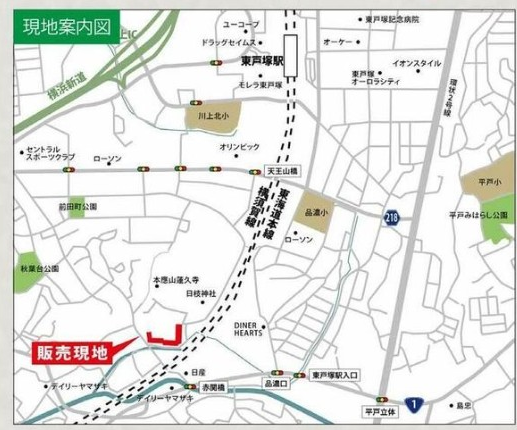 現地案内図
IC
横浜新道
ユーコープ
ドラッグセイムス
東戸塚駅
モレラ東戸塚
東戸塚記念病院
オーケー
イオンスタイル
東戸塚
オーロラシティ
環状2号線
川上北小
オリンピック
セントラル
スポーツクラブ
ローソン
天王山橋
平戸小
前田町公園
東海道本線
横須賀線
品濃小
218
平戸みはらし公園
ローソン
秋葉台公園
本應山蓮久寺
日枝神社
DINER
HEARTS
販売現地
日産
デイリーヤマザキ
赤関橋
品濃口
東戸塚駅入口
デイリーヤマザキ
平戸立体
1
島忠